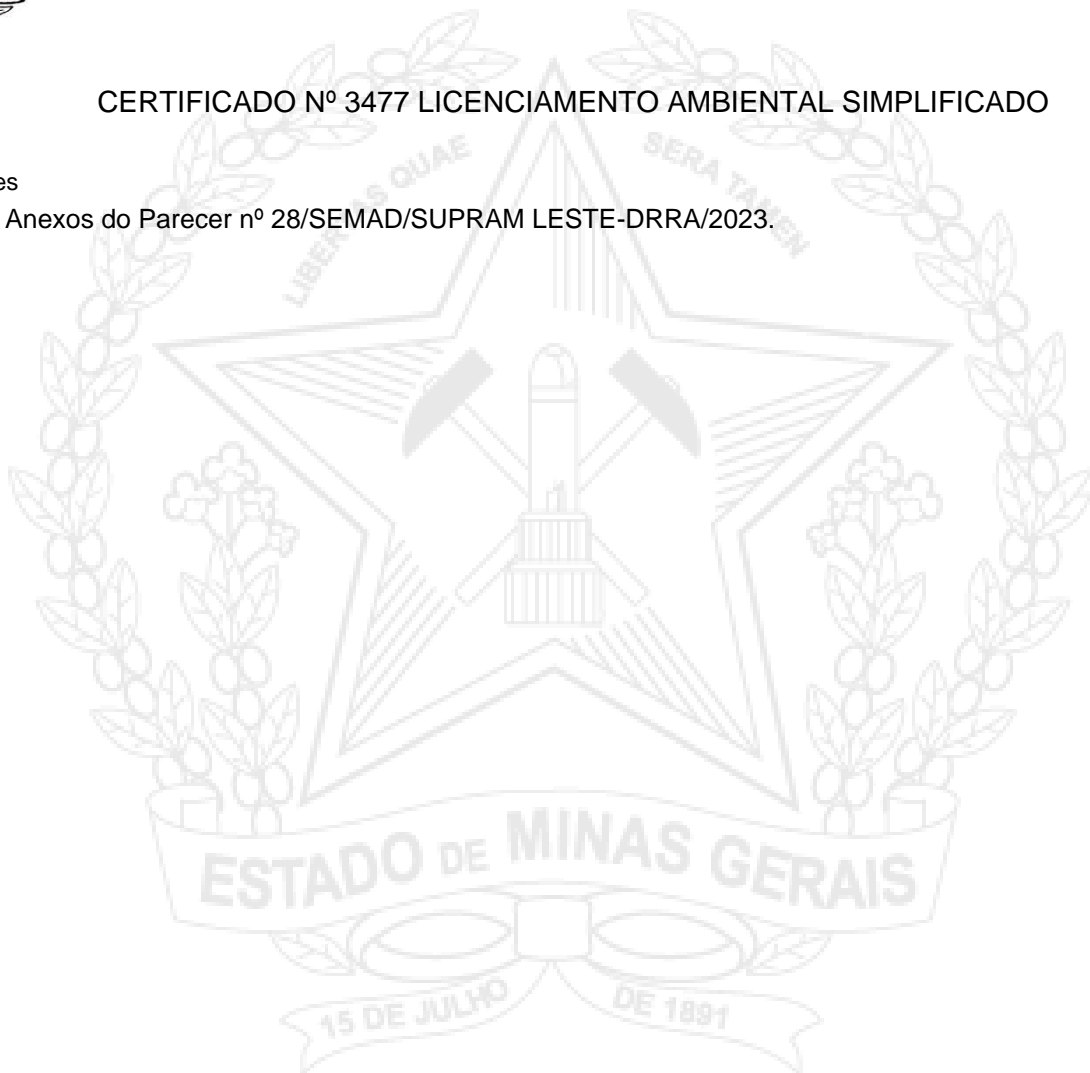 CERTIFICADO Nº 3477 LICENCIAMENTO AMBIENTAL SIMPLIFICADO
es
Anexos do Parecer nº 28/SEMAD/SUPRAM LESTE-DRRA/2023.
LIBERTAS QUAE SERA TAMEN
ESTADO DE MINAS GERAIS
15 DE JULHO DE 1891